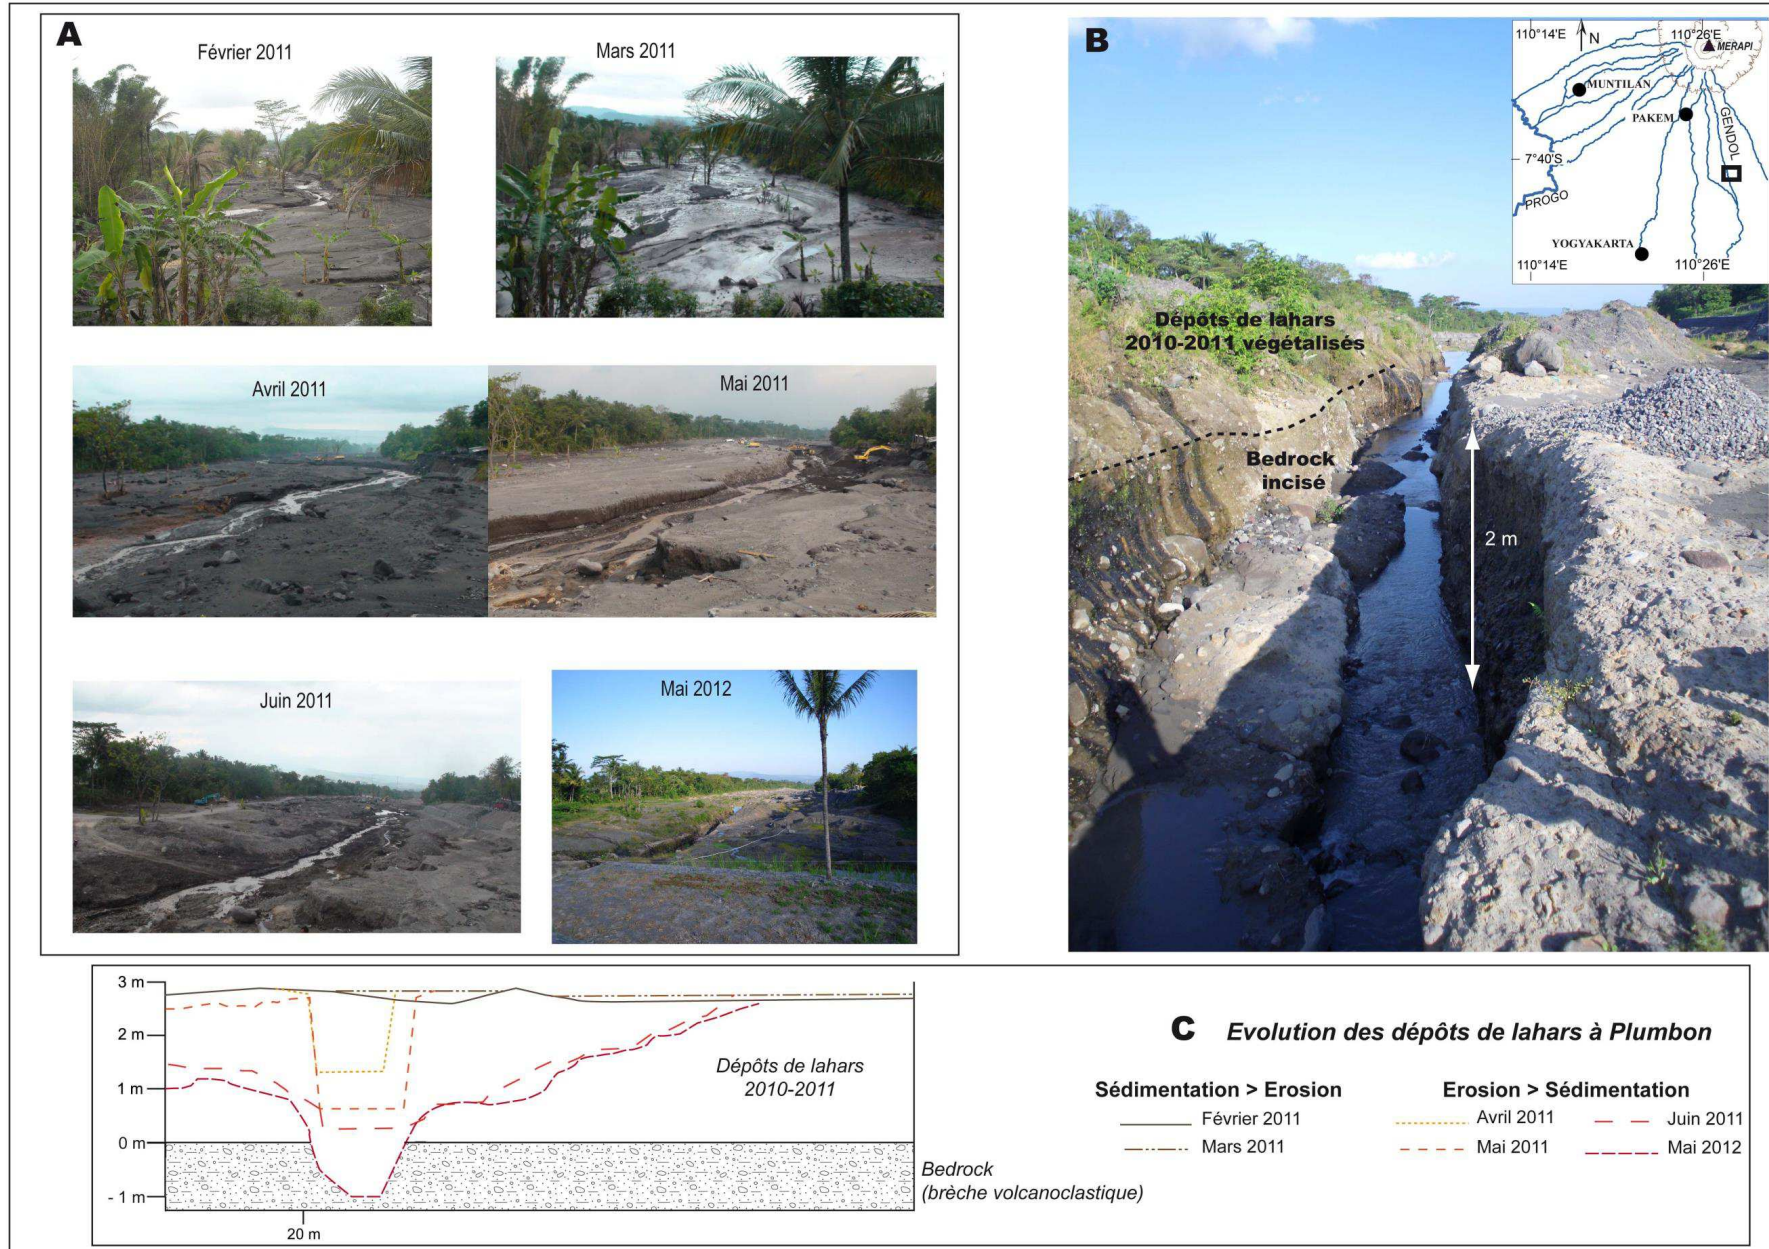 A
Février 2011
Mars 2011
Avril 2011
Mai 2011
Juin 2011
Mai 2012
B
110°14'E
N
110°26'E
MERAPI
MUNTILAN
PAKEM
GENDOL
7°40'S
PROGO
YOGYAKARTA
110°14'E
110°26'E
Dépôts de lahars
2010-2011 végétalisés
Bedrock
incisé
2 m
3 m
2 m
1 m
0 m
- 1 m
20 m
Dépôts de lahars
2010-2011
Bedrock
(brèche volcanoclastique)
C Evolution des dépôts de lahars à Plumbon
Sédimentation > Erosion
Février 2011
Mars 2011
Erosion > Sédimentation
Avril 2011
Juin 2011
Mai 2011
Mai 2012